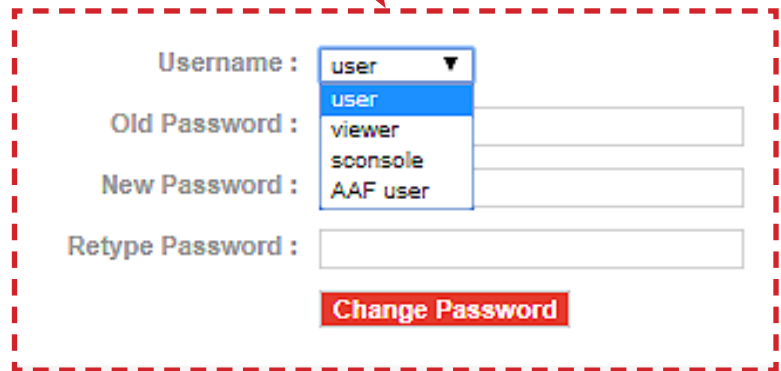 Username : user ▼
user
Old Password :
viewer
sconsole
New Password :
AAF user
Retype Password :
Change Password